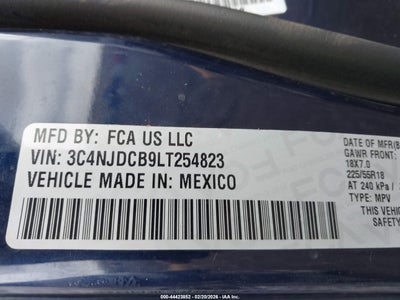 MFD BY: FCA US LLC
VIN: 3C4NJDCB9LT254823
VEHICLE MADE IN: MEXICO
DATE OF MFR
GAWR FRONT:
18X7.0
225/55R18
AT 240 kPa /
TYPE: MPV
THIS VEHIC
SAFETY
000-44423052 - 02/20/2026 - IAA Inc.